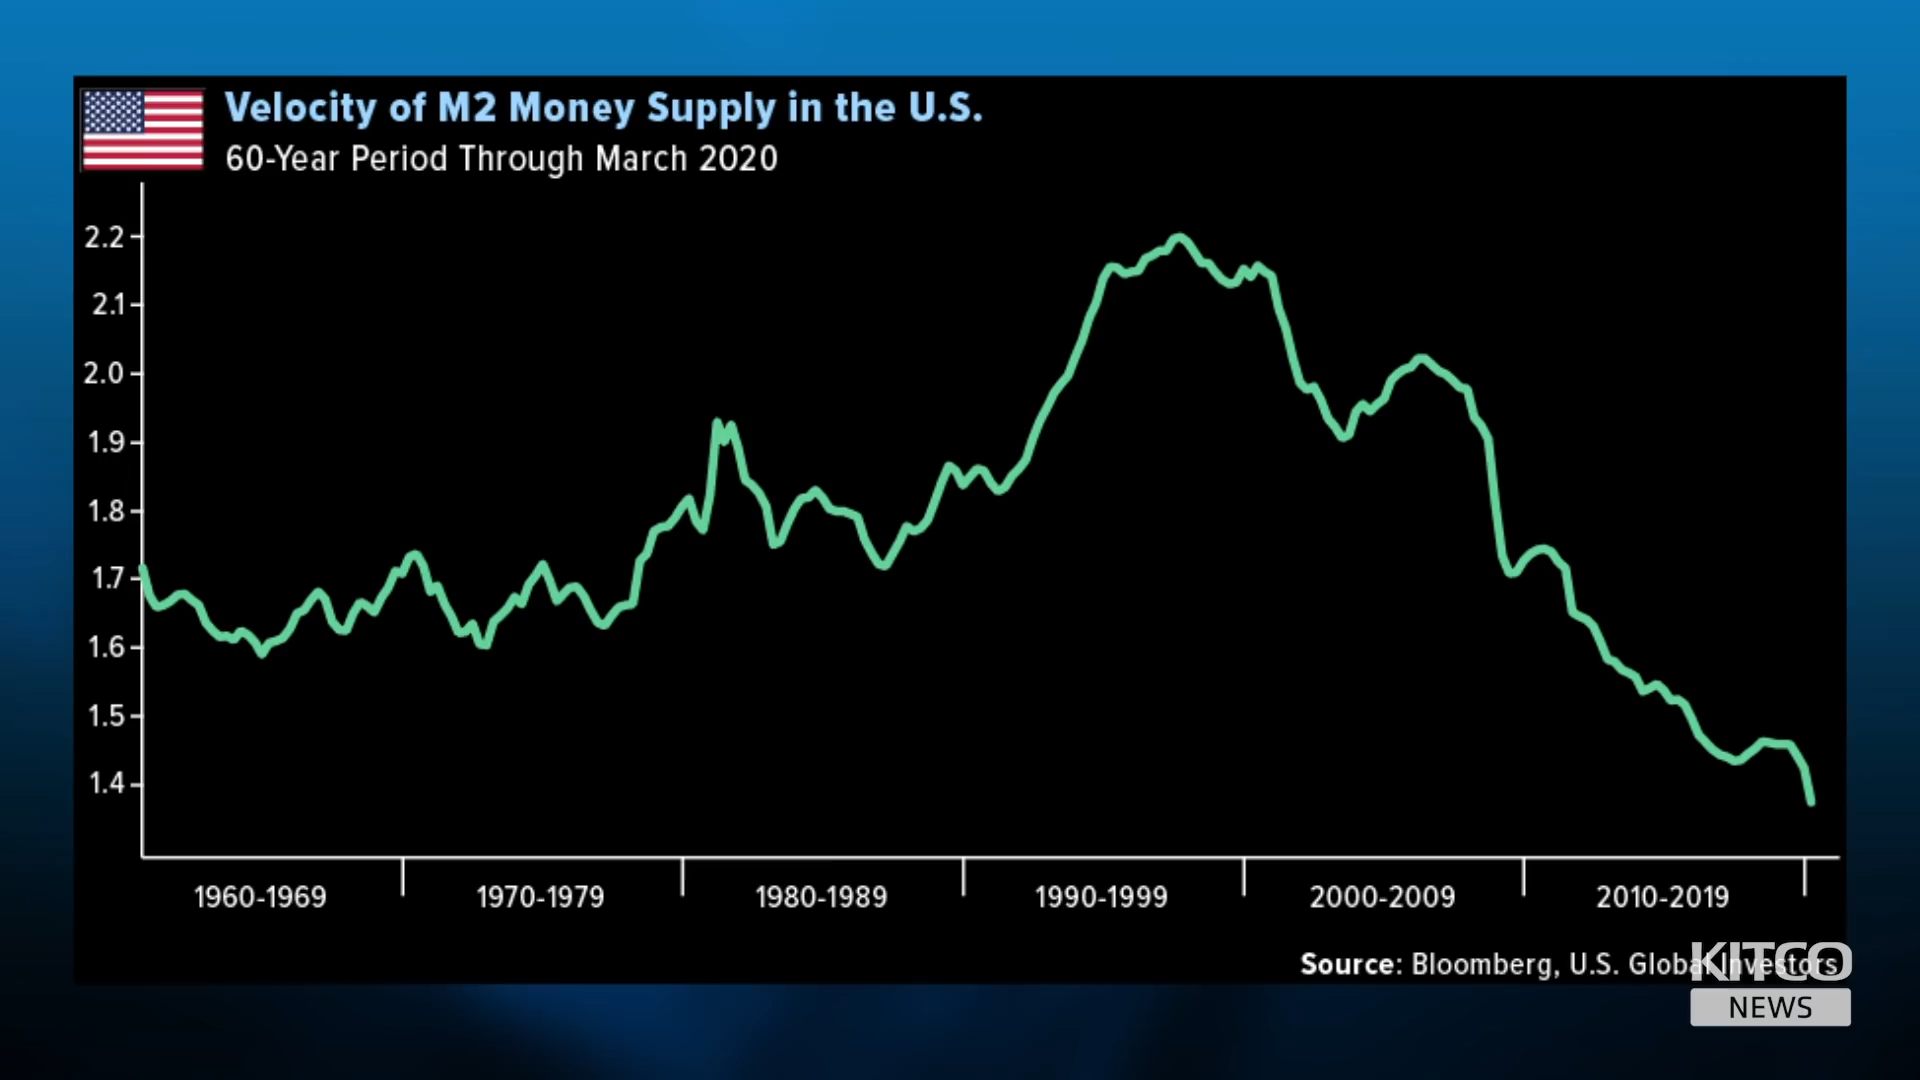 Velocity of M2 Money Supply in the U.S.
60-Year Period Through March 2020
2.2
2.1
2.0
1.9
1.8
1.7
1.6
1.5
1.4
1960-1969 1970-1979 1980-1989 1990-1999 2000-2009 2010-2019
Source: Bloomberg, U.S. Global Investors
KITCO
NEWS